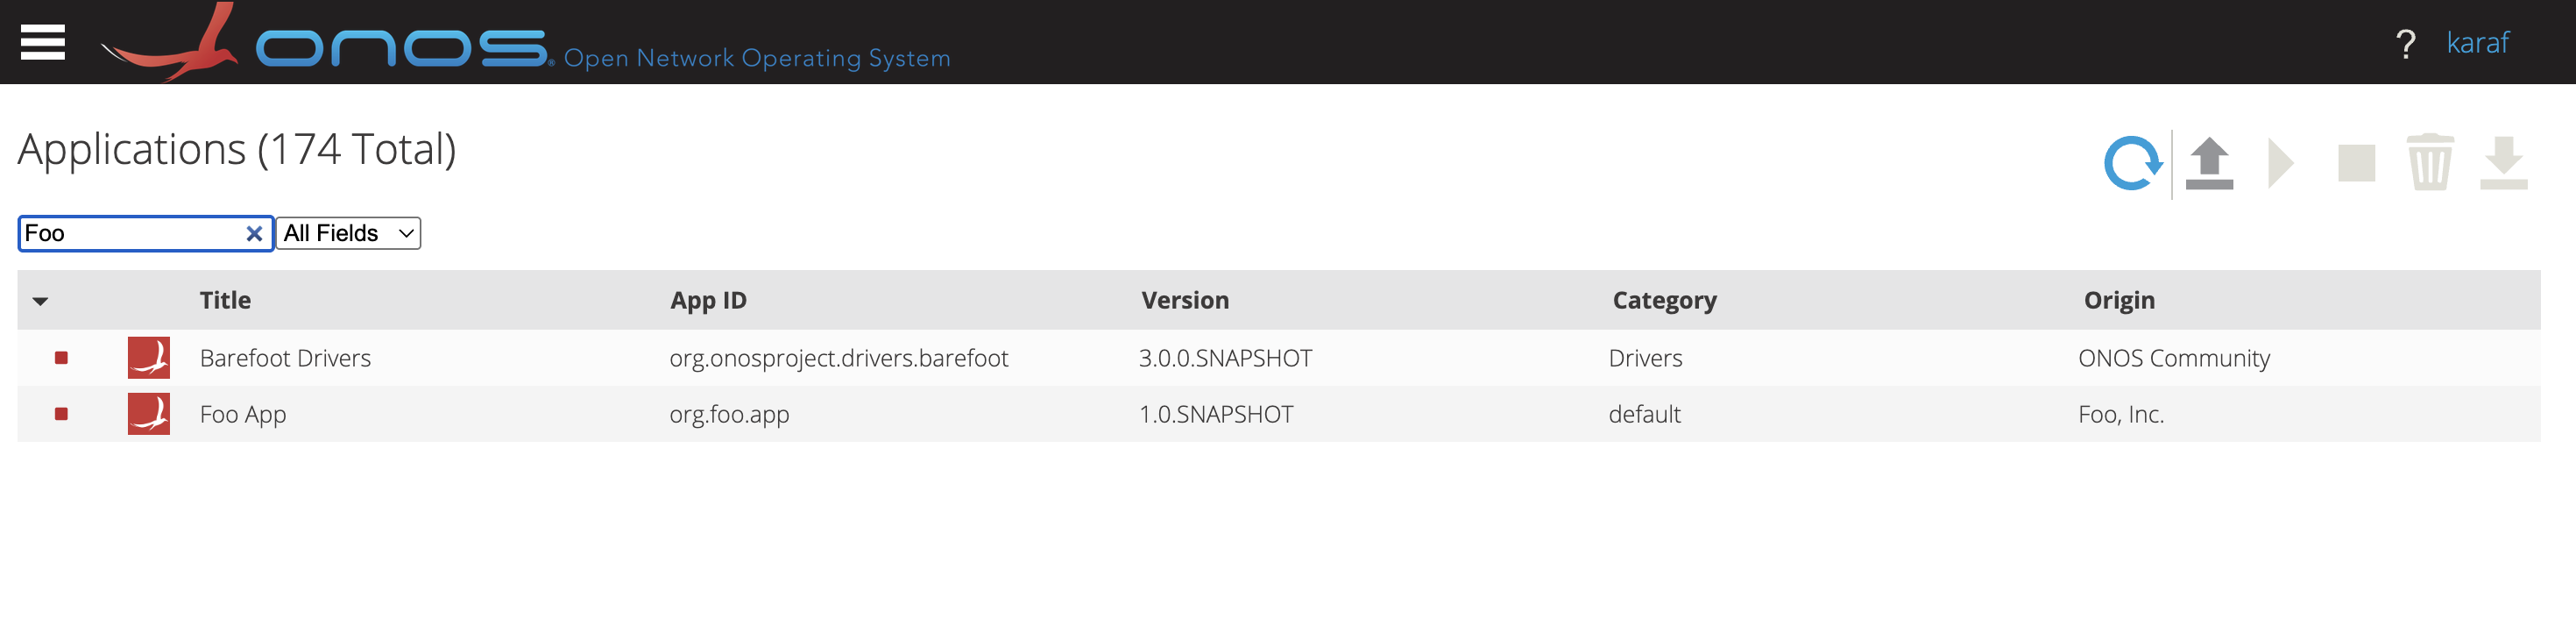 onos® Open Network Operating System ? karaf
Applications (174 Total)
Foo All Fields
Title App ID Version Category Origin
Barefoot Drivers org.onosproject.drivers.barefoot 3.0.0.SNAPSHOT Drivers ONOS Community
Foo App org.foo.app 1.0.SNAPSHOT default Foo, Inc.